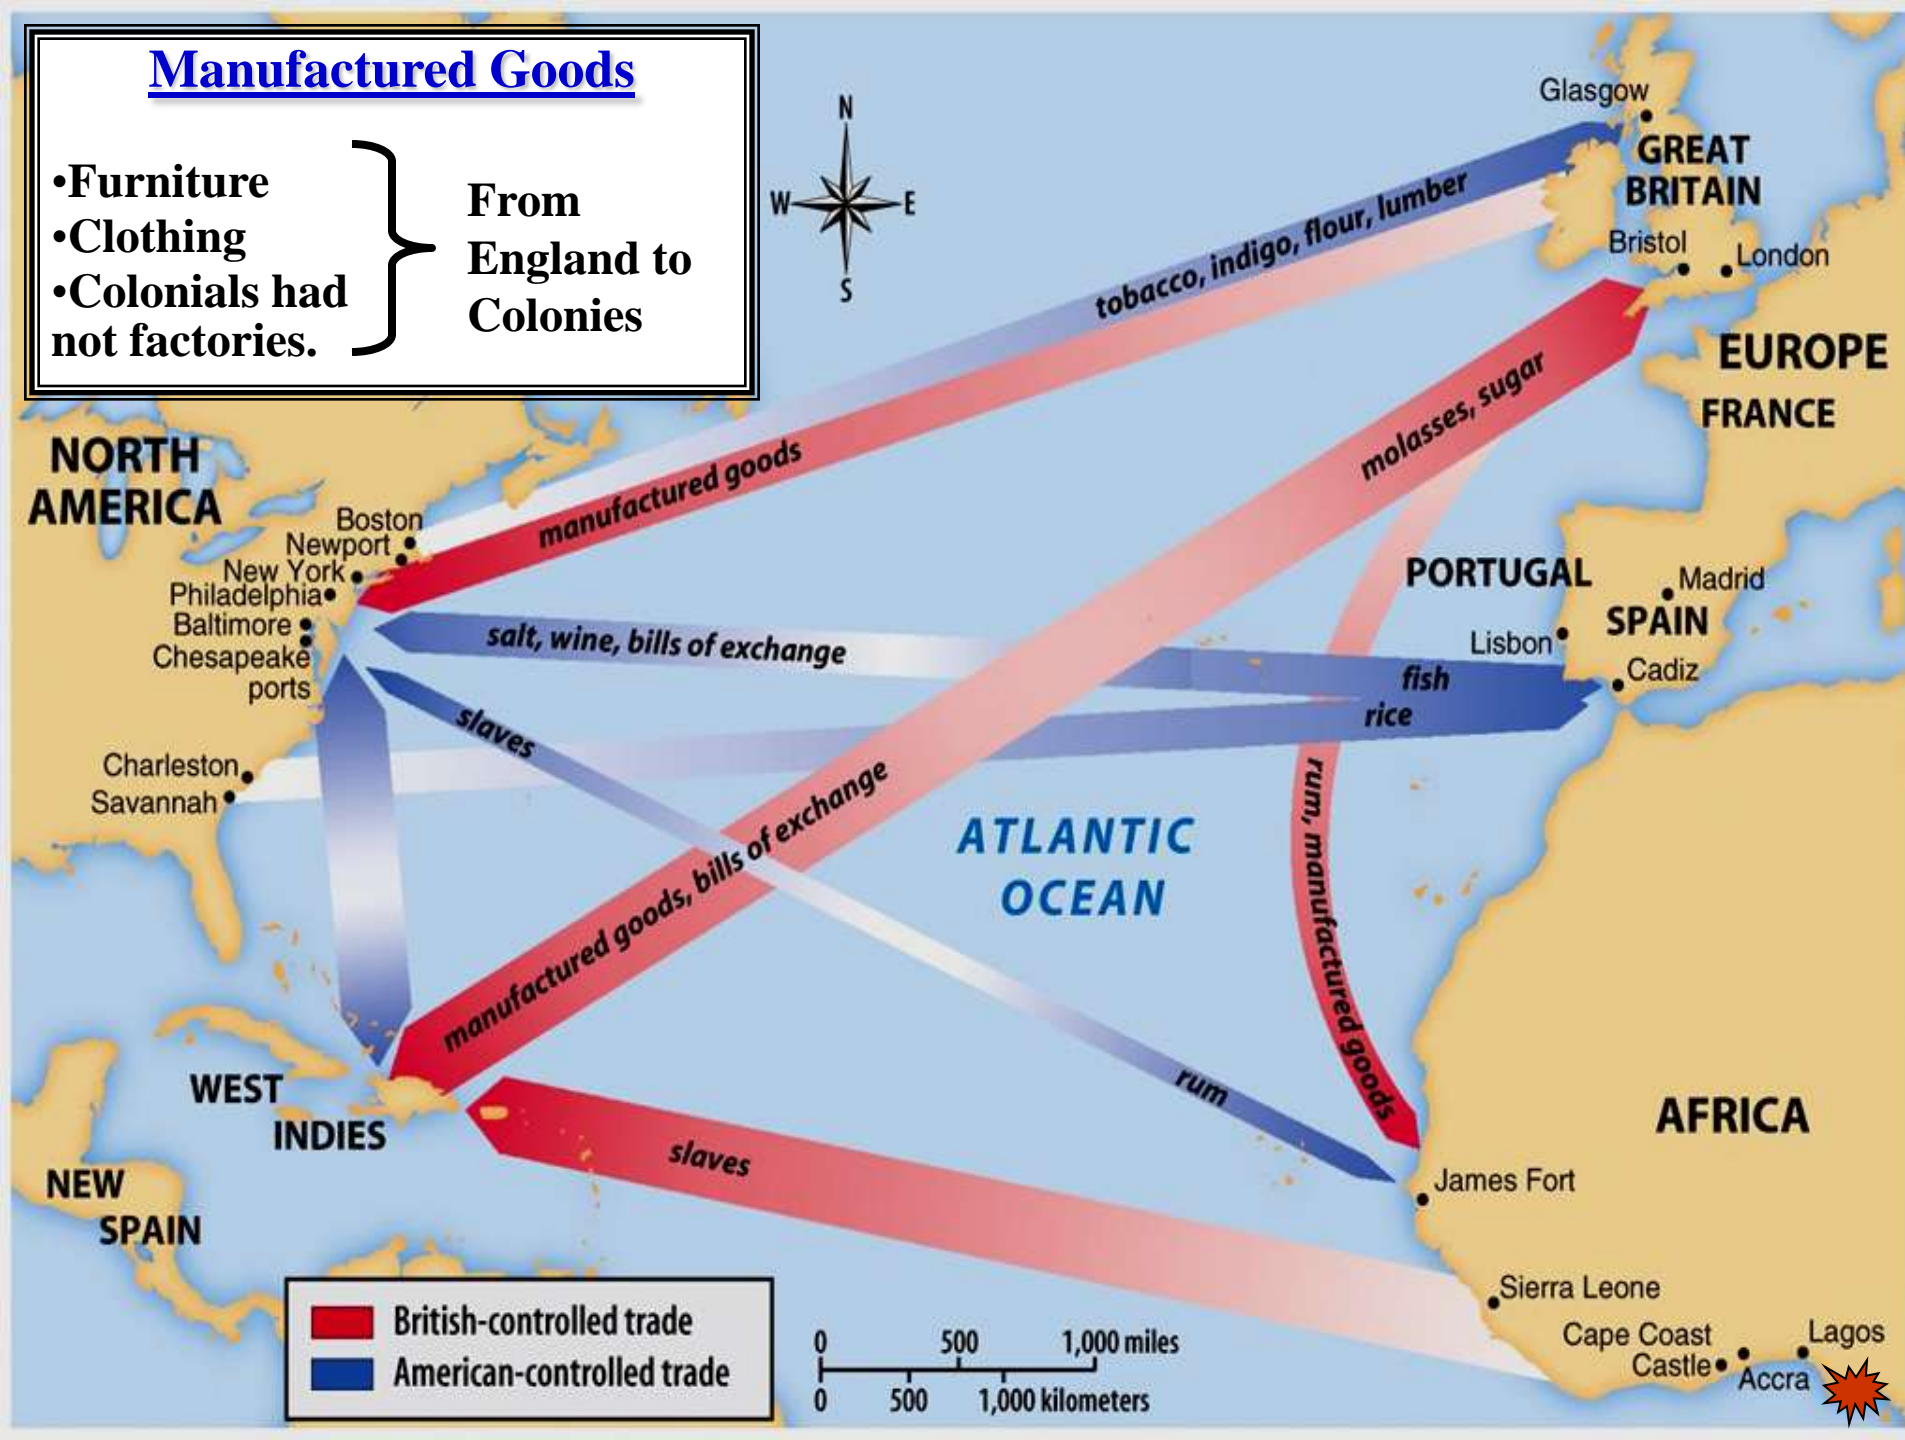 Manufactured Goods
•Furniture
•Clothing
•Colonials had
not factories.
From
England to
Colonies
N
W
E
S
Glasgow
GREAT
BRITAIN
Bristol
London
EUROPE
FRANCE
tobacco, indigo, flour, lumber
manufactured goods
molasses, sugar
NORTH
AMERICA
Boston
Newport
New York
Philadelphia
Baltimore
Chesapeake
ports
Charleston
Savannah
PORTUGAL
Madrid
SPAIN
Lisbon
Cadiz
salt, wine, bills of exchange
fish
rice
slaves
manufactured goods, bills of exchange
rum, manufactured goods
ATLANTIC
OCEAN
rum
WEST
INDIES
slaves
NEW
SPAIN
AFRICA
James Fort
Sierra Leone
Cape Coast
Castle
Accra
Lagos
British-controlled trade
American-controlled trade
0 500 1,000 miles
0 500 1,000 kilometers